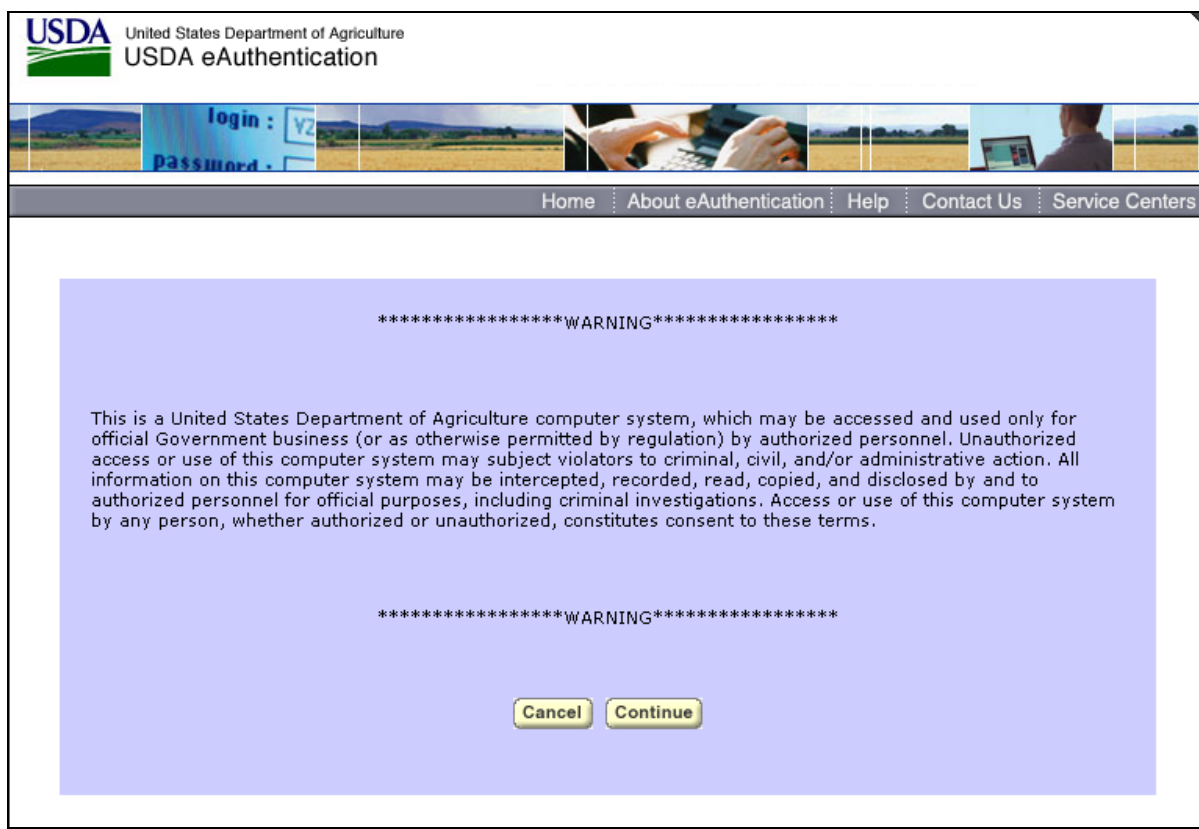 USDA
United States Department of Agriculture
USDA eAuthentication
login : VZ
password :
Home About eAuthentication Help Contact Us Service Centers
*****************WARNING*****************
This is a United States Department of Agriculture computer system, which may be accessed and used only for
official Government business (or as otherwise permitted by regulation) by authorized personnel. Unauthorized
access or use of this computer system may subject violators to criminal, civil, and/or administrative action. All
information on this computer system may be intercepted, recorded, read, copied, and disclosed by and to
authorized personnel for official purposes, including criminal investigations. Access or use of this computer system
by any person, whether authorized or unauthorized, constitutes consent to these terms.
*****************WARNING*****************
Cancel Continue